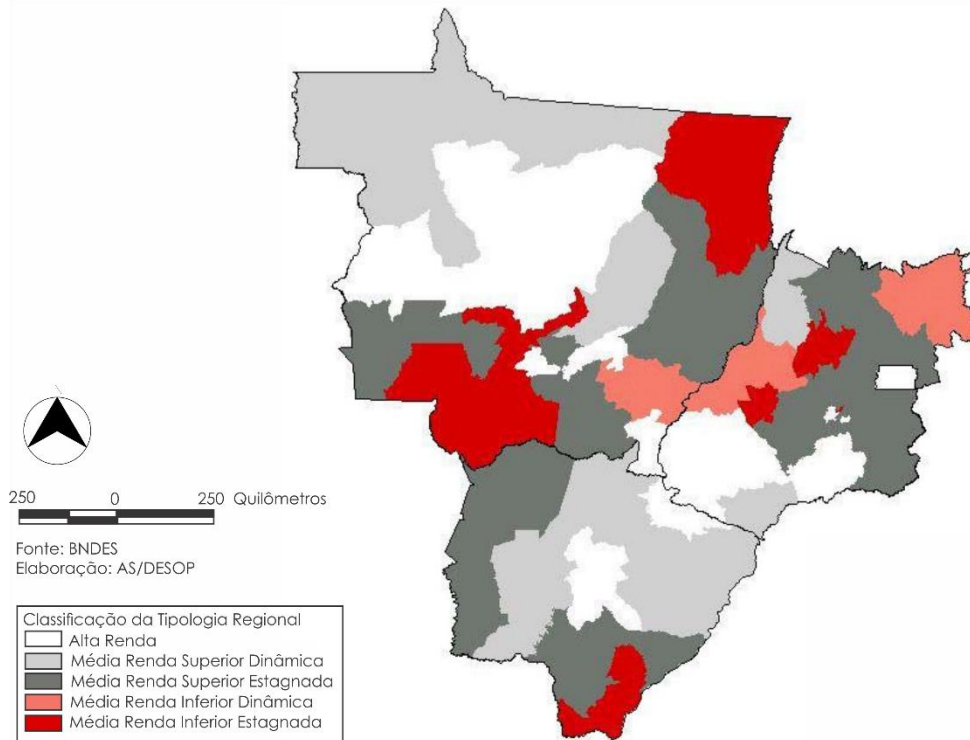 250 0 250 Quilômetros
Fonte: BNDES
Elaboração: AS/DESOP
Classificação da Tipologia Regional
Alta Renda
Média Renda Superior Dinâmica
Média Renda Superior Estagnada
Média Renda Inferior Dinâmica
Média Renda Inferior Estagnada